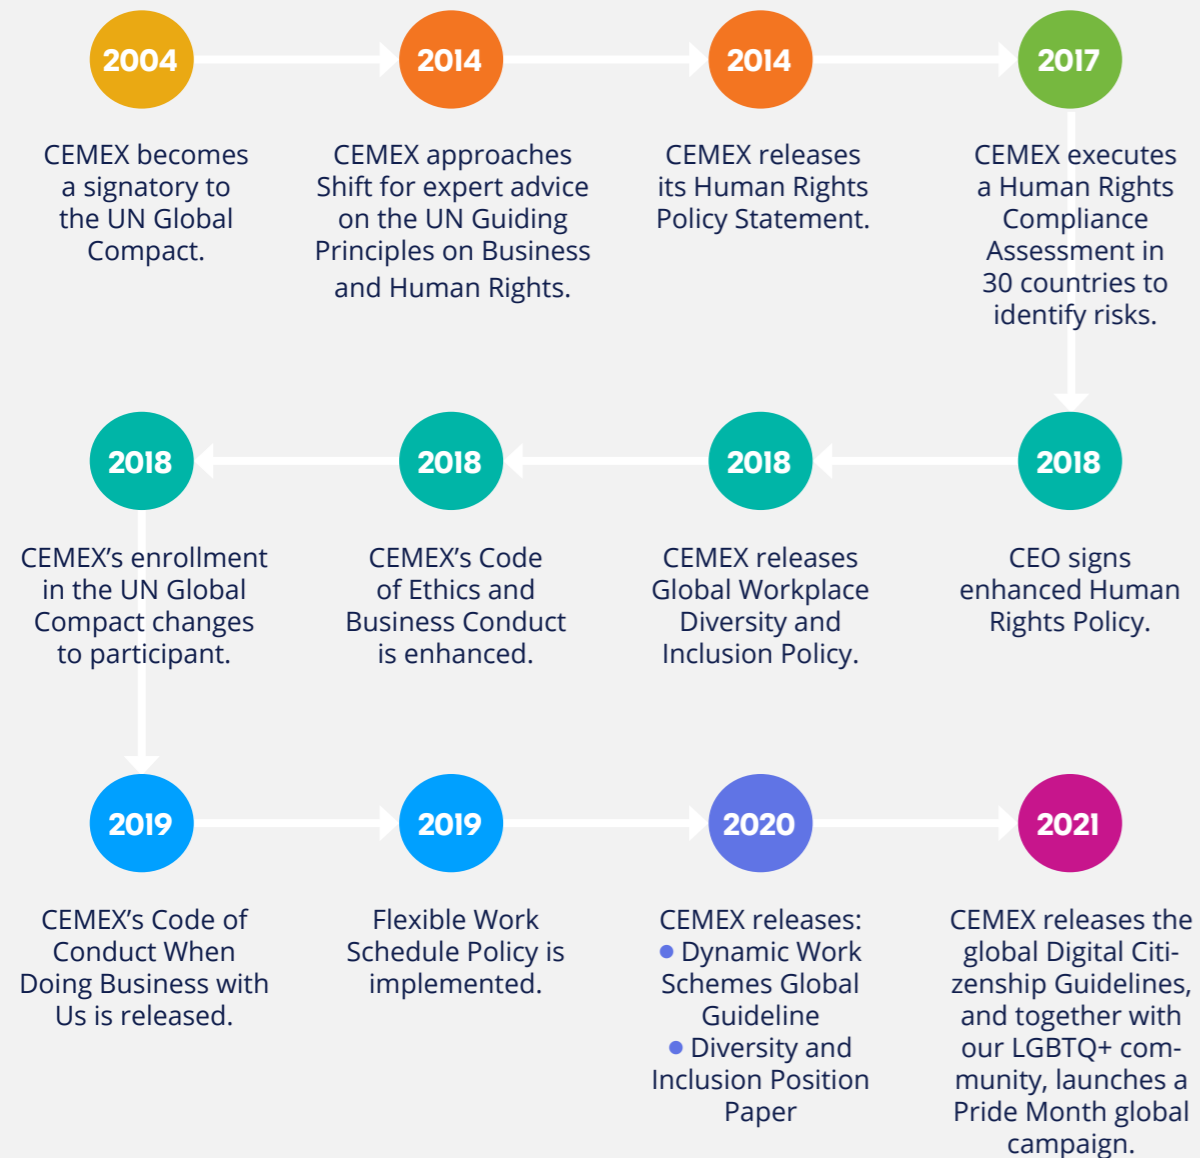 2004
CEMEX becomes
a signatory to
the UN Global
Compact.
2014
CEMEX approaches
Shift for expert advice
on the UN Guiding
Principles on Business
and Human Rights.
2014
CEMEX releases
its Human Rights
Policy Statement.
2017
CEMEX executes
a Human Rights
Compliance
Assessment in
30 countries to
identify risks.
2018
CEO signs
enhanced Human
Rights Policy.
2018
CEMEX releases
Global Workplace
Diversity and
Inclusion Policy.
2018
CEMEX’s Code
of Ethics and
Business Conduct
is enhanced.
2018
CEMEX’s enrollment
in the UN Global
Compact changes
to participant.
2019
CEMEX’s Code of
Conduct When
Doing Business with
Us is released.
2019
Flexible Work
Schedule Policy is
implemented.
2020
CEMEX releases:
● Dynamic Work
Schemes Global
Guideline
● Diversity and
Inclusion Position
Paper
2021
CEMEX releases the
global Digital Citi-
zenship Guidelines,
and together with
our LGBTQ+ com-
munity, launches a
Pride Month global
campaign.